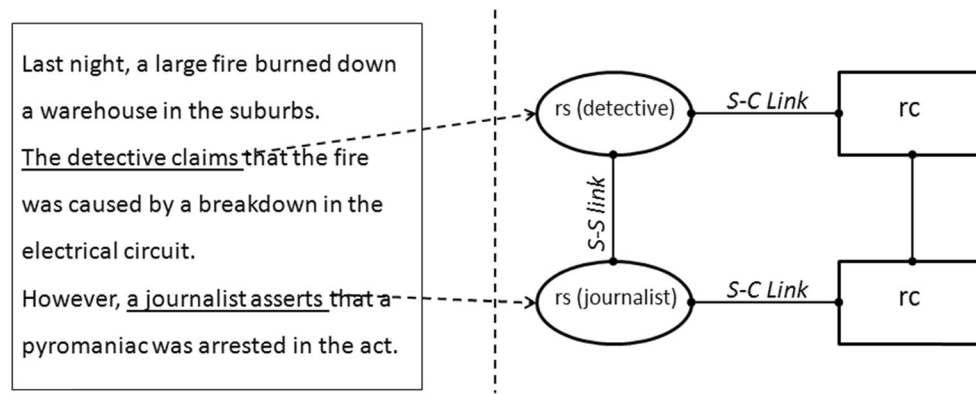 Last night, a large fire burned down
a warehouse in the suburbs.
The detective claims that the fire
was caused by a breakdown in the
electrical circuit.
However, a journalist asserts that a
pyromaniac was arrested in the act.
rs (detective)
S-C Link
rc
S-S link
rs (journalist)
S-C Link
rc